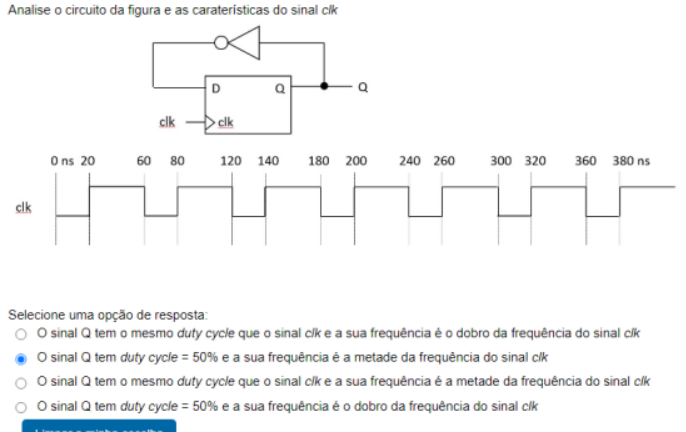 Analise o circuito da figura e as caraterísticas do sinal clk
D Q Q
clk clk
0 ns 20 60 80 120 140 180 200 240 260 300 320 360 380 ns
clk
Selecione uma opção de resposta:
O sinal Q tem o mesmo duty cycle que o sinal clk e a sua frequência é o dobro da frequência do sinal clk
O sinal Q tem duty cycle = 50% e a sua frequência é a metade da frequência do sinal clk
O sinal Q tem o mesmo duty cycle que o sinal clk e a sua frequência é a metade da frequência do sinal clk
O sinal Q tem duty cycle = 50% e a sua frequência é o dobro da frequência do sinal clk